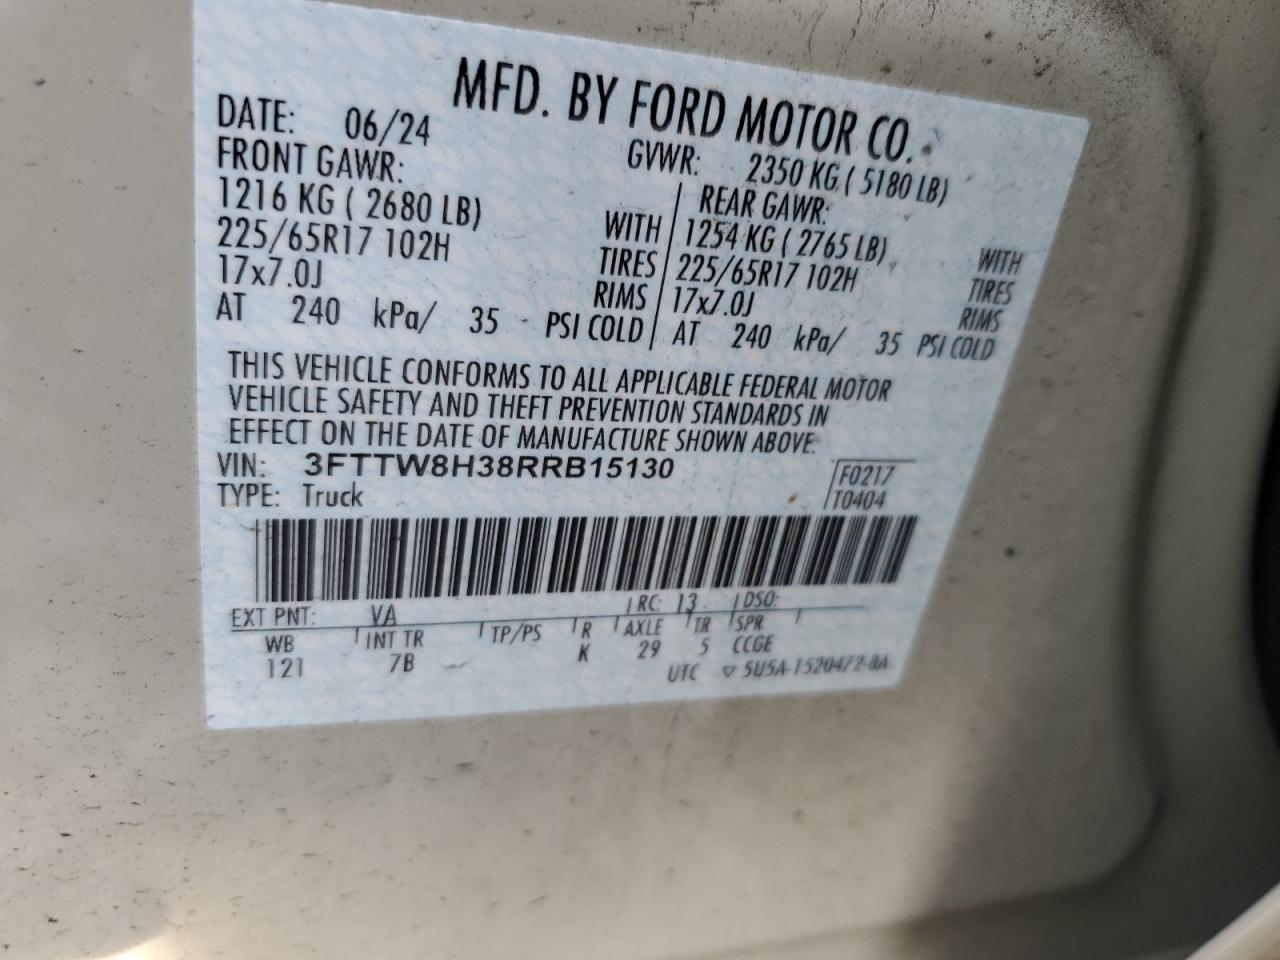 MFD. BY FORD MOTOR CO.
DATE: 06/24 GVWR: 2350 KG ( 5180 LB)
FRONT GAWR: REAR GAWR:
1216 KG ( 2680 LB) WITH 1254 KG ( 2765 LB) WITH
225/65R17 102H TIRES 225/65R17 102H TIRES
17x7.0J RIMS 17x7.0J RIMS
AT 240 kPa/ 35 PSI COLD AT 240 kPa/ 35 PSI COLD
THIS VEHICLE CONFORMS TO ALL APPLICABLE FEDERAL MOTOR
VEHICLE SAFETY AND THEFT PREVENTION STANDARDS IN
EFFECT ON THE DATE OF MANUFACTURE SHOWN ABOVE.
VIN: 3FTTW8H38RRB15130 F0217
TYPE: Truck T0404
EXT PNT: VA RC: 13 DSO:
WB INT TR TP/PS R AXLE TR SPR
121 7B K 29 5 CCGE
UTC ▽ 5U5A-1520472-BA